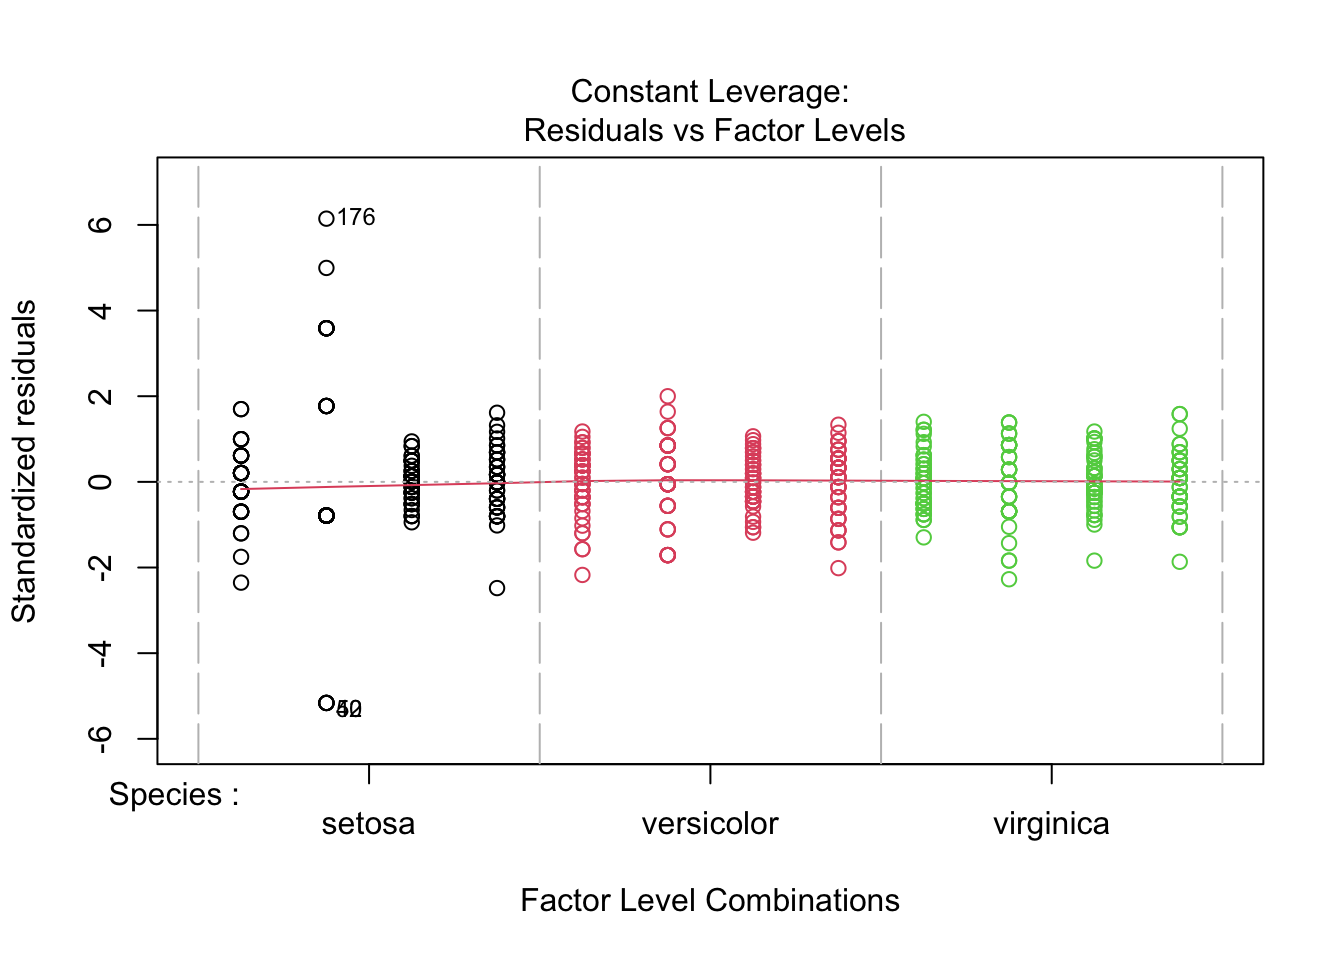 Constant Leverage:
Residuals vs Factor Levels
Standardized residuals
6
4
2
0
-2
-4
-6
176
Species :
setosa
versicolor
virginica
Factor Level Combinations